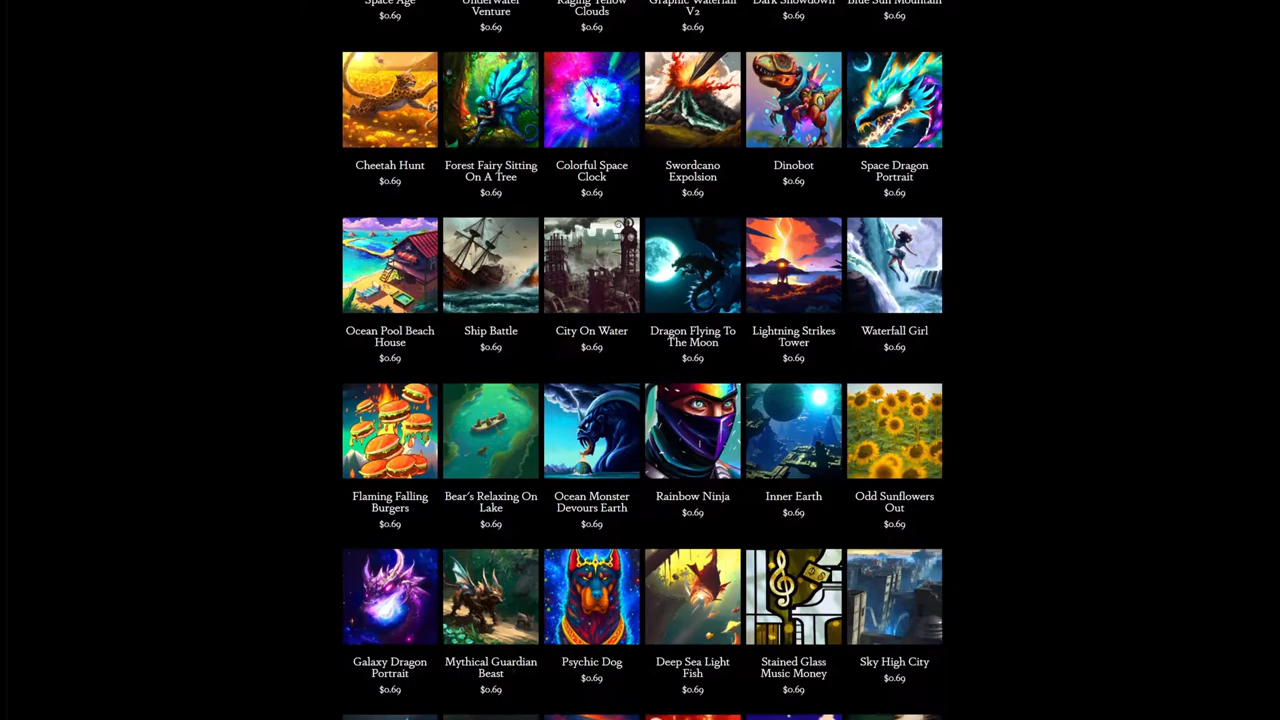 Space Age
Underwater
Venture
Raging Yellow
Clouds
Graphic Waterfall
V2
Dark Showdown
Blue Sun Mountain
$0.69
$0.69
$0.69
$0.69
$0.69
$0.69
Cheetah Hunt
Forest Fairy Sitting
On A Tree
Colorful Space
Clock
Swordcano
Expolsion
Dinobot
Space Dragon
Portrait
$0.69
$0.69
$0.69
$0.69
$0.69
$0.69
Ocean Pool Beach
House
Ship Battle
City On Water
Dragon Flying To
The Moon
Lightning Strikes
Tower
Waterfall Girl
$0.69
$0.69
$0.69
$0.69
$0.69
$0.69
Flaming Falling
Burgers
Bear's Relaxing On
Lake
Ocean Monster
Devours Earth
Rainbow Ninja
Inner Earth
Odd Sunflowers
Out
$0.69
$0.69
$0.69
$0.69
$0.69
$0.69
Galaxy Dragon
Portrait
Mythical Guardian
Beast
Psychic Dog
Deep Sea Light
Fish
Stained Glass
Music Money
Sky High City
$0.69
$0.69
$0.69
$0.69
$0.69
$0.69